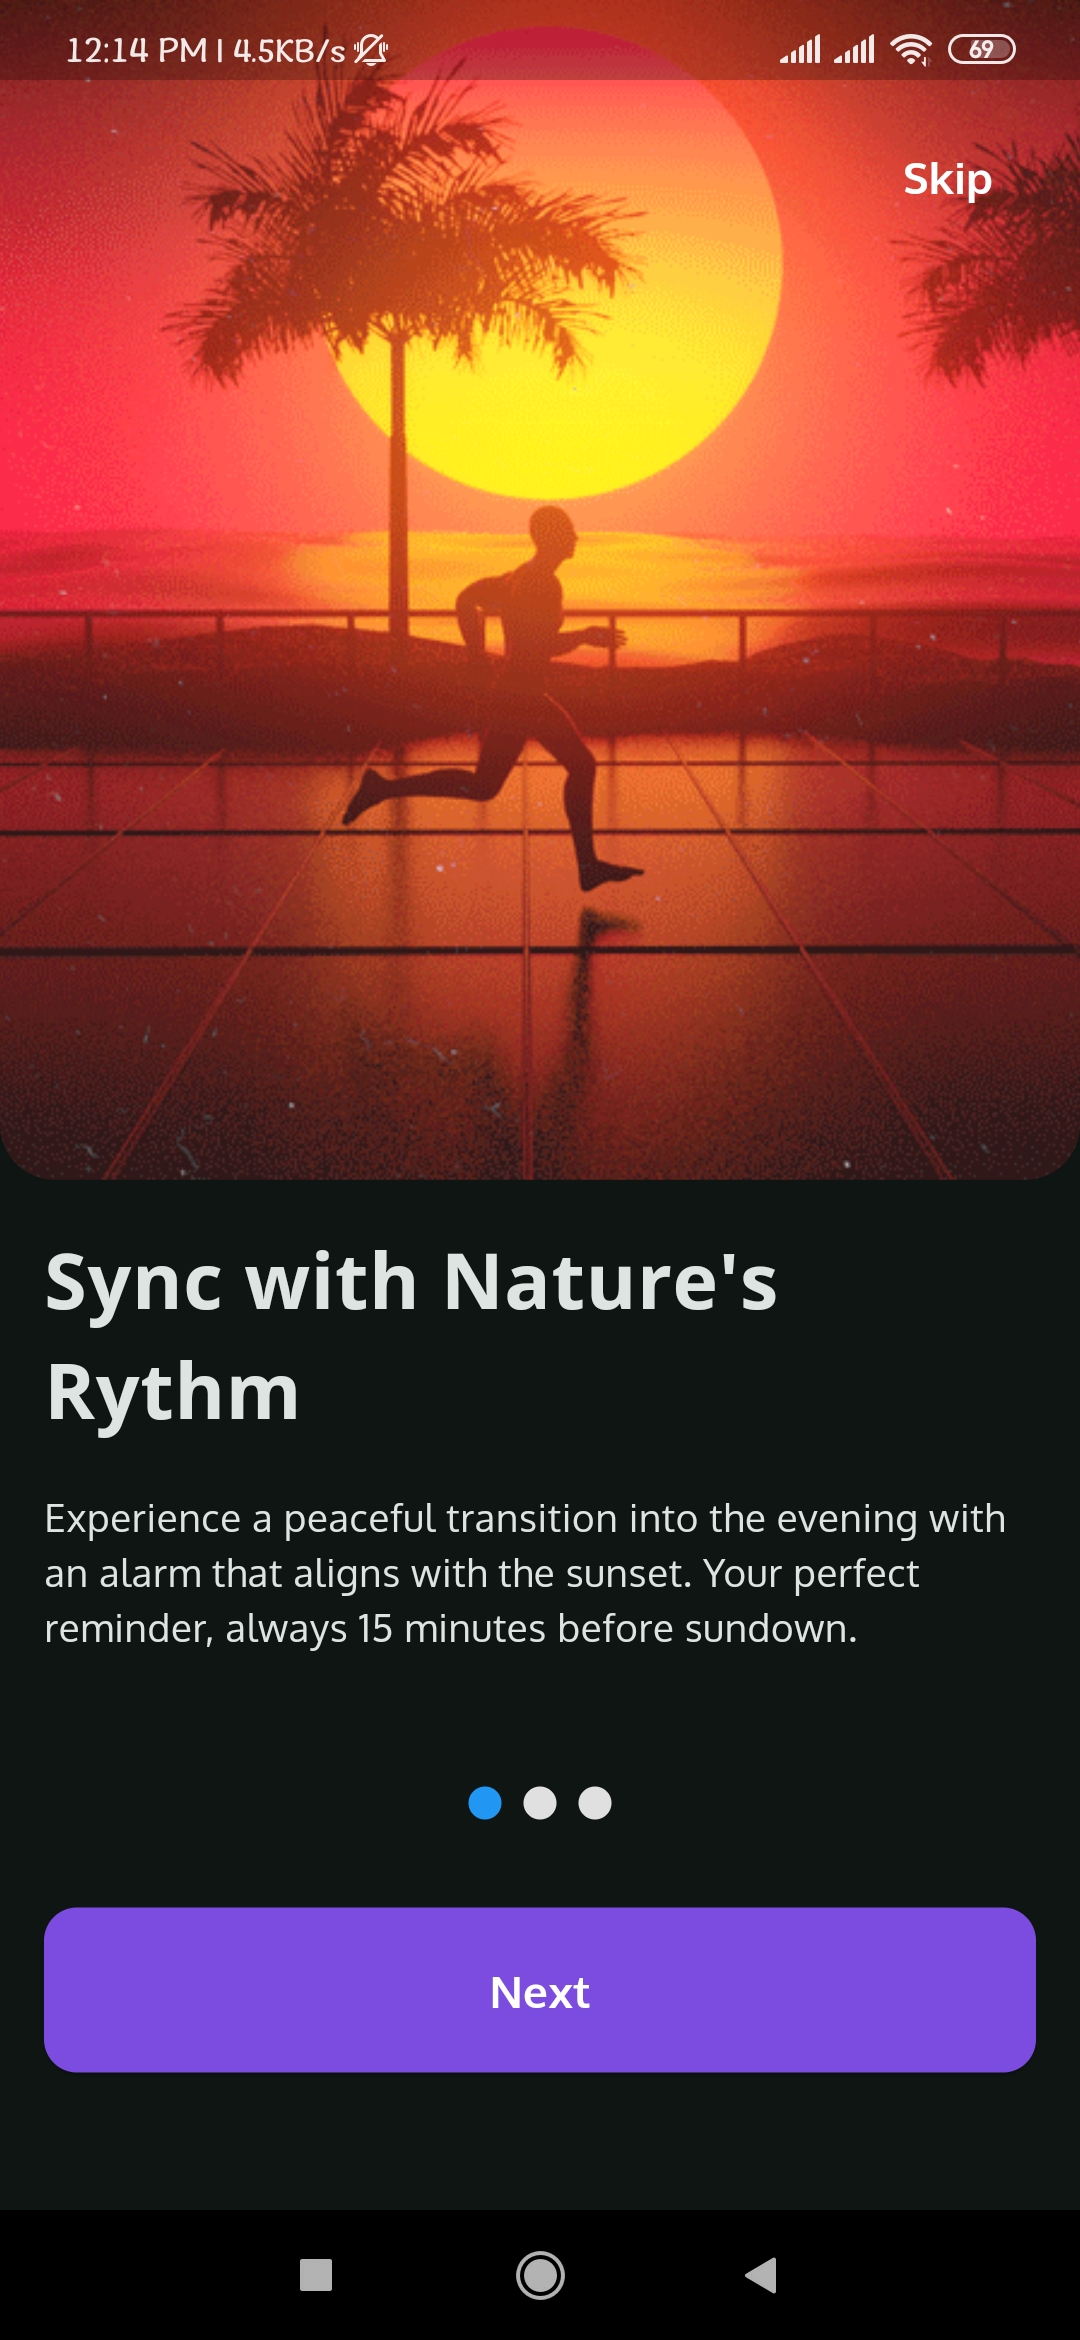 12:14 PM | 4.5KB/s
69
Skip
Sync with Nature's
Rythm
Experience a peaceful transition into the evening with
an alarm that aligns with the sunset. Your perfect
reminder, always 15 minutes before sundown.
Next